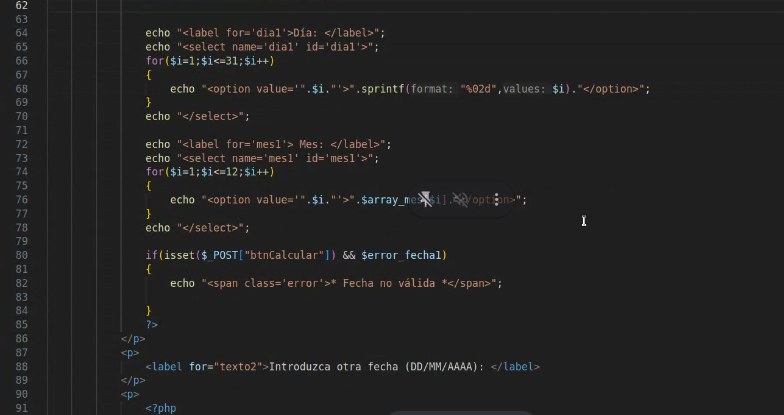 62
63
64 echo "<label for='dia1'>Día: </label>";
65 echo "<select name='dia1' id='dia1'>";
66 for($i=1;$i<=31;$i++)
67 {
68 echo "<option value='".$i."'>".sprintf(format: "%02d",values: $i)."</option>";
69 }
70 echo "</select>";
71
72 echo "<label for='mes1'> Mes: </label>";
73 echo "<select name='mes1' id='mes1'>";
74 for($i=1;$i<=12;$i++)
75 {
76 echo "<option value='".$i."'>".$array_mes[$i]."</option>";
77 }
78 echo "</select>";
79
80 if(isset($_POST["btnCalcular"]) && $error_fecha1)
81 {
82 echo "<span class='error'>* Fecha no válida *</span>";
83
84 }
85 ?>
86 </p>
87 <p>
88 <label for="texto2">Introduzca otra fecha (DD/MM/AAAA): </label>
89 </p>
90 <p>
91 <?php